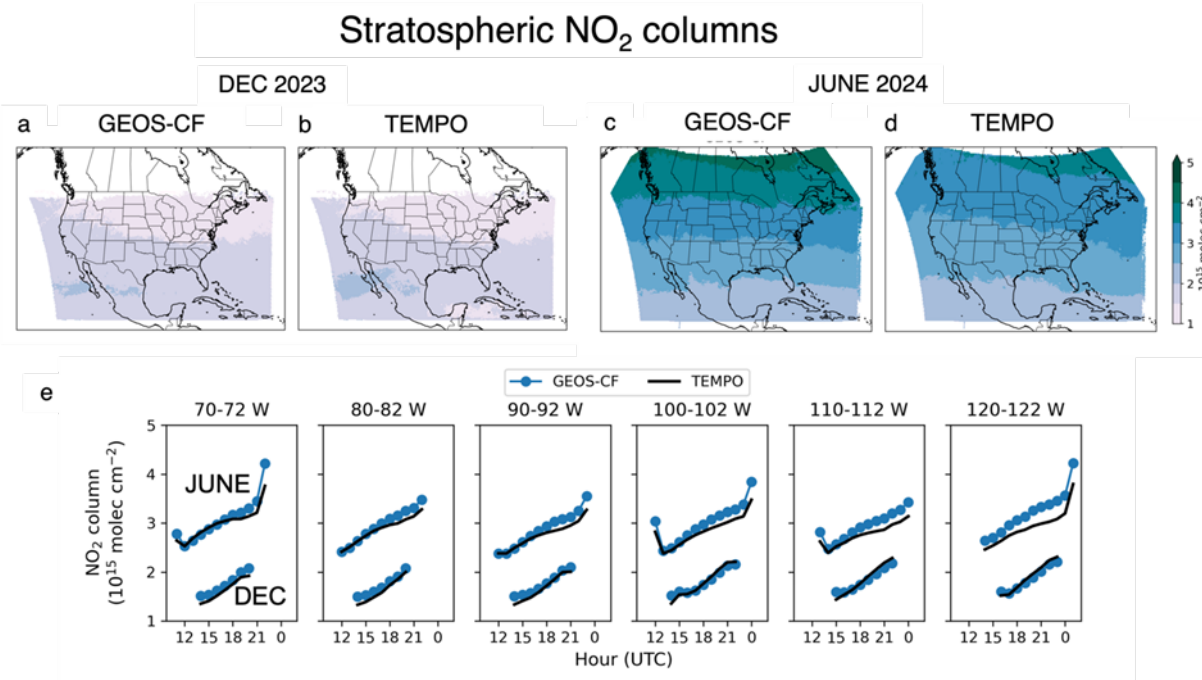 Stratospheric NO₂ columns
DEC 2023
JUNE 2024
a
GEOS-CF
b
TEMPO
c
GEOS-CF
d
TEMPO
5
4
3
2
1
10¹⁵ molec cm⁻²
e
GEOS-CF
TEMPO
70-72 W
80-82 W
90-92 W
100-102 W
110-112 W
120-122 W
NO₂ column
(10¹⁵ molec cm⁻²)
5
4
3
2
1
JUNE
DEC
12 15 18 21 0
12 15 18 21 0
12 15 18 21 0
12 15 18 21 0
12 15 18 21 0
12 15 18 21 0
Hour (UTC)